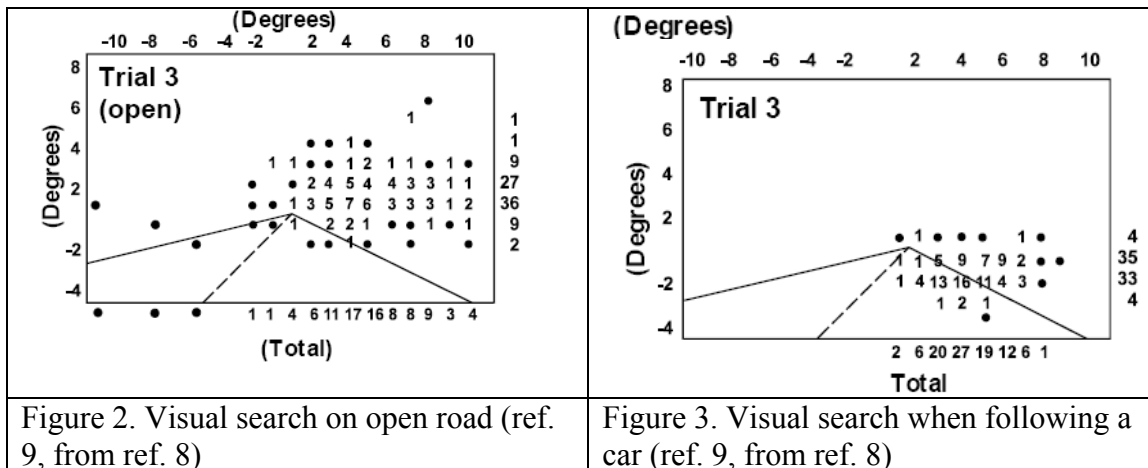 (Degrees)
-10 -8 -6 -4 -2 2 4 6 8 10
(Degrees)
8
6
4
2
-2
-4
Trial 3
(open)
1 1
1 1
1 1 1 2 1 1 1 9
2 4 5 4 4 3 3 1 1 27
1 3 5 7 6 3 3 3 1 2 36
1 2 2 1 1 1 9
1 2
1 1 4 6 11 17 16 8 8 9 3 4
(Total)
Figure 2. Visual search on open road (ref.
9, from ref. 8)
(Degrees)
-10 -8 -6 -4 -2 2 4 6 8 10
(Degrees)
8
6
4
2
-2
-4
Trial 3
1 1 4
1 1 5 9 7 9 2 35
1 4 13 16 11 4 3 33
1 2 1 4
2 6 20 27 19 12 6 1
Total
Figure 3. Visual search when following a
car (ref. 9, from ref. 8)